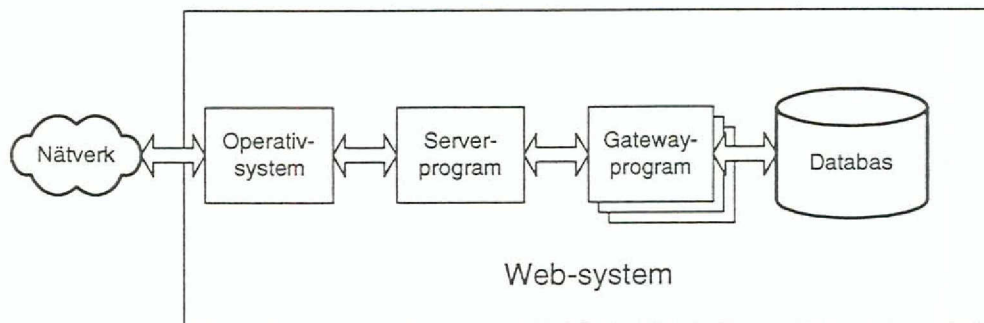 Nätverk
Operativ-
system
Server-
program
Gateway-
program
Databas
Web-system